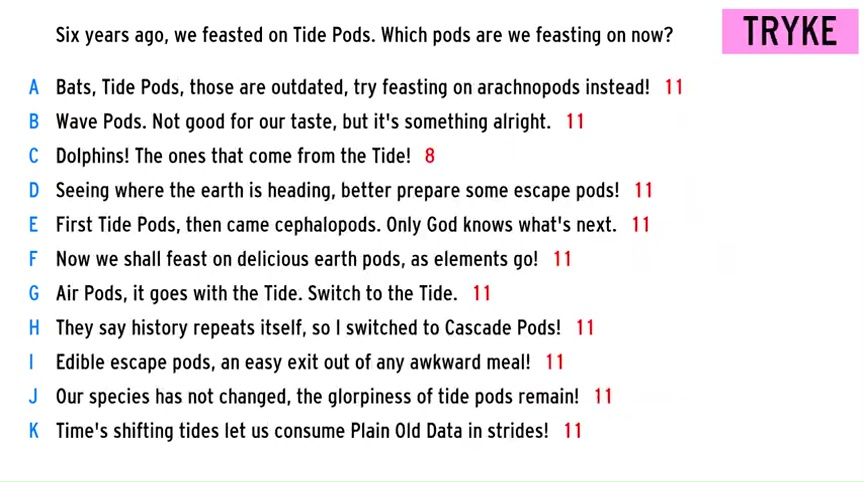 Six years ago, we feasted on Tide Pods. Which pods are we feasting on now?
TRYKE
A Bats, Tide Pods, those are outdated, try feasting on arachnopods instead! 11
B Wave Pods. Not good for our taste, but it's something alright. 11
C Dolphins! The ones that come from the Tide! 8
D Seeing where the earth is heading, better prepare some escape pods! 11
E First Tide Pods, then came cephalopods. Only God knows what's next. 11
F Now we shall feast on delicious earth pods, as elements go! 11
G Air Pods, it goes with the Tide. Switch to the Tide. 11
H They say history repeats itself, so I switched to Cascade Pods! 11
I Edible escape pods, an easy exit out of any awkward meal! 11
J Our species has not changed, the glorpiness of tide pods remain! 11
K Time's shifting tides let us consume Plain Old Data in strides! 11